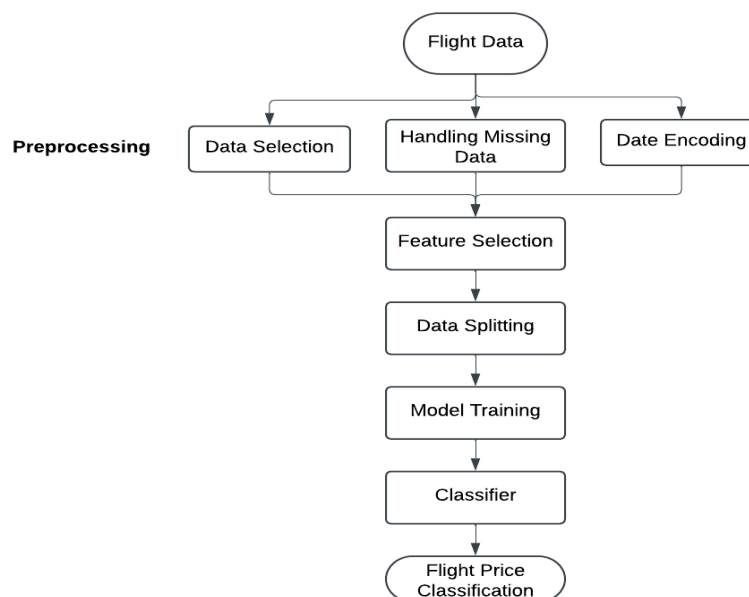 Flight Data
Preprocessing
Data Selection
Handling Missing
Data
Date Encoding
Feature Selection
Data Splitting
Model Training
Classifier
Flight Price
Classification